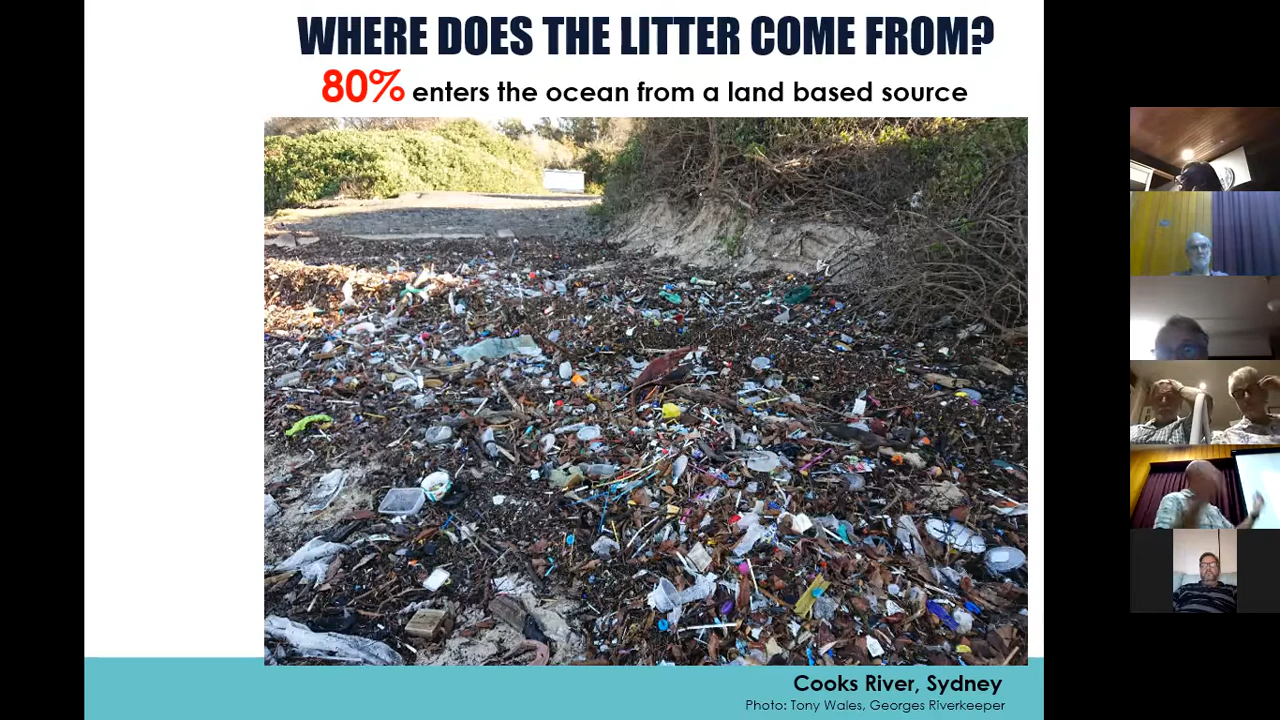 WHERE DOES THE LITTER COME FROM?
80% enters the ocean from a land based source
Cooks River, Sydney
Photo: Tony Wales, Georges Riverkeeper